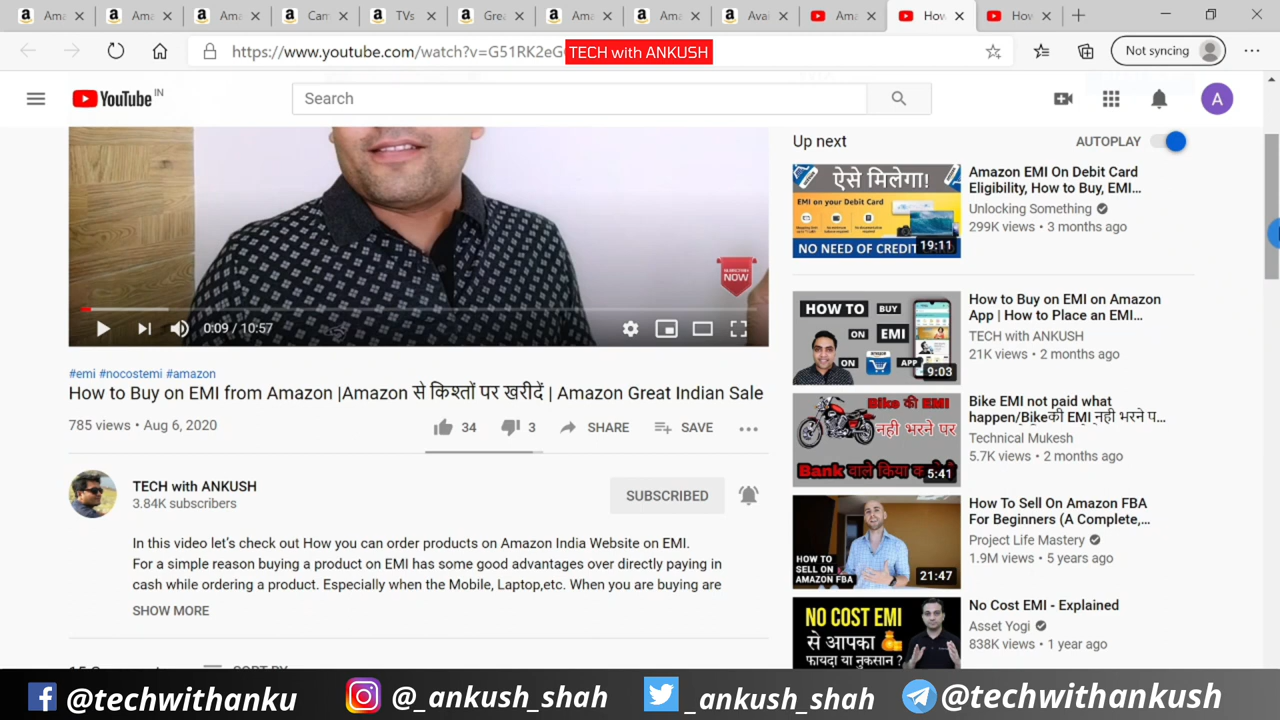 Ama
Ama
Ama
Cam
TVs
Grea
Ama
Ama
Avai
Ama
How
How
https://www.youtube.com/watch?v=G51RK2eG
TECH with ANKUSH
Not syncing
YouTube IN
Search
A
Up next
AUTOPLAY
ऐसे मिलेगा!
EMI on your Debit Card
NO NEED OF CREDIT
19:11
Amazon EMI On Debit Card
Eligibility, How to Buy, EMI...
Unlocking Something
299K views • 3 months ago
NOW
0:09 / 10:57
HOW TO BUY
ON EMI
ON amazon APP
9:03
How to Buy on EMI on Amazon
App | How to Place an EMI...
TECH with ANKUSH
21K views • 2 months ago
#emi #nocostemi #amazon
How to Buy on EMI from Amazon |Amazon से किश्तों पर खरीदें | Amazon Great Indian Sale
785 views • Aug 6, 2020
34
3
SHARE
SAVE
Bike की EMI
नही भरने पर
Bank वाले किया क
5:41
Bike EMI not paid what
happen/Bikeकी EMI नही भरने प...
Technical Mukesh
5.7K views • 2 months ago
TECH with ANKUSH
3.84K subscribers
SUBSCRIBED
In this video let's check out How you can order products on Amazon India Website on EMI.
For a simple reason buying a product on EMI has some good advantages over directly paying in
cash while ordering a product. Especially when the Mobile, Laptop,etc. When you are buying are
SHOW MORE
HOW TO
SELL ON
AMAZON FBA
21:47
How To Sell On Amazon FBA
For Beginners (A Complete,...
Project Life Mastery
1.9M views • 5 years ago
NO COST EMI
से आपका
फायदा या नुकसान ?
No Cost EMI - Explained
Asset Yogi
838K views • 1 year ago
@techwithanku
@_ankush_shah
_ankush_shah
@techwithankush